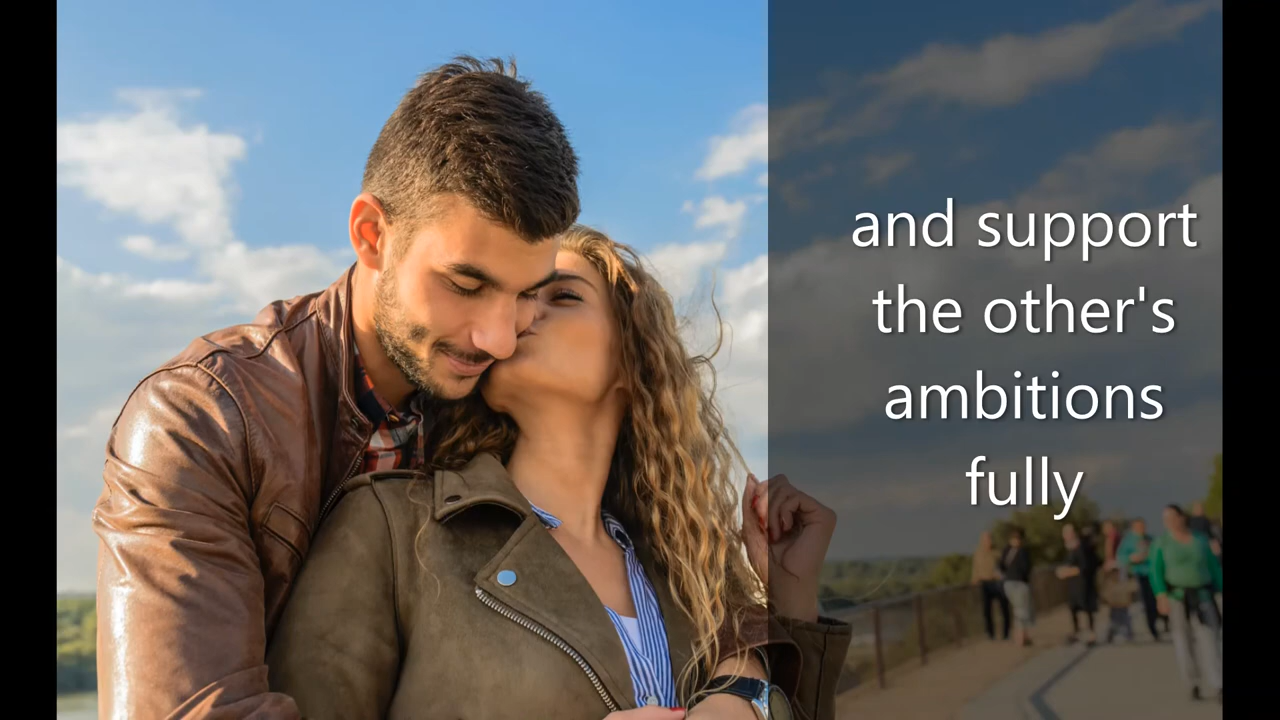 and support
the other's
ambitions
fully